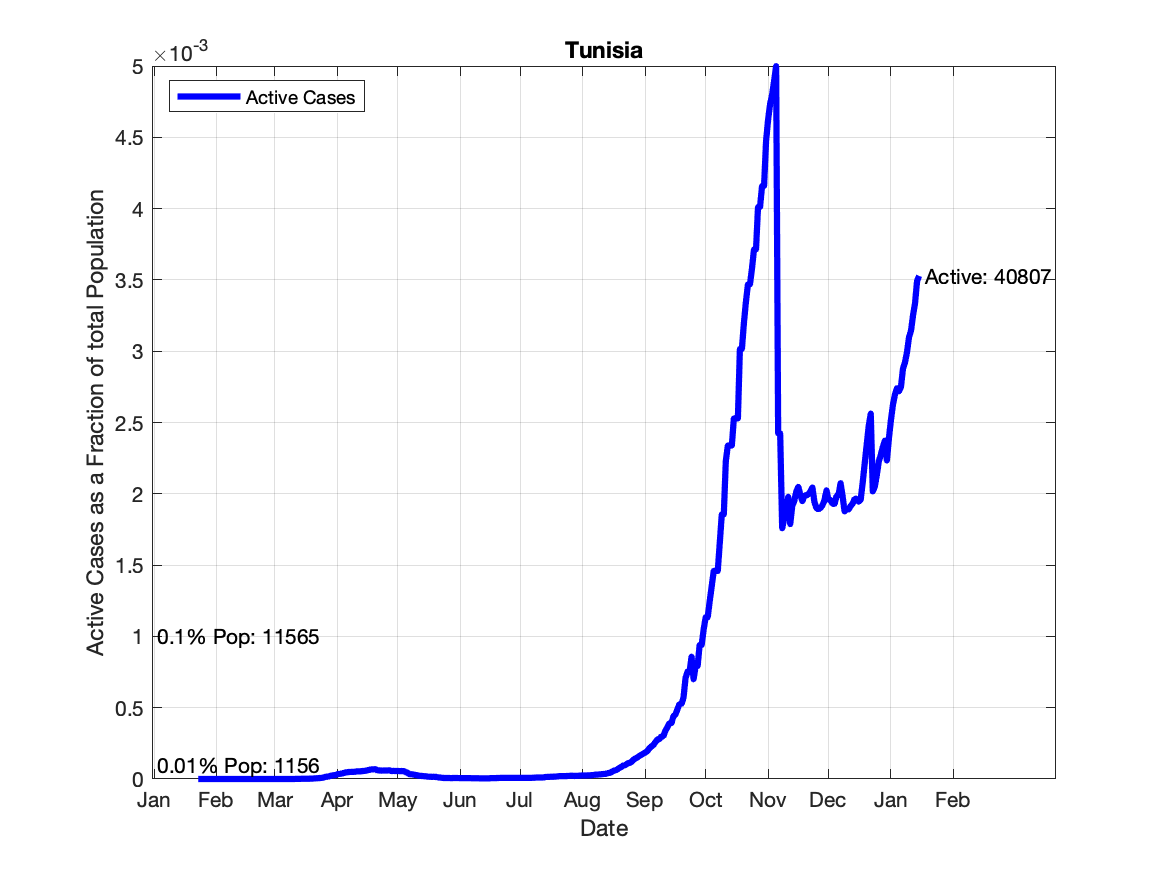 Tunisia
×10-3
5
4.5
4
3.5
3
2.5
2
1.5
1
0.5
0
Active Cases as a Fraction of total Population
Active Cases
Active: 40807
0.1% Pop: 11565
0.01% Pop: 1156
Jan Feb Mar Apr May Jun Jul Aug Sep Oct Nov Dec Jan Feb
Date